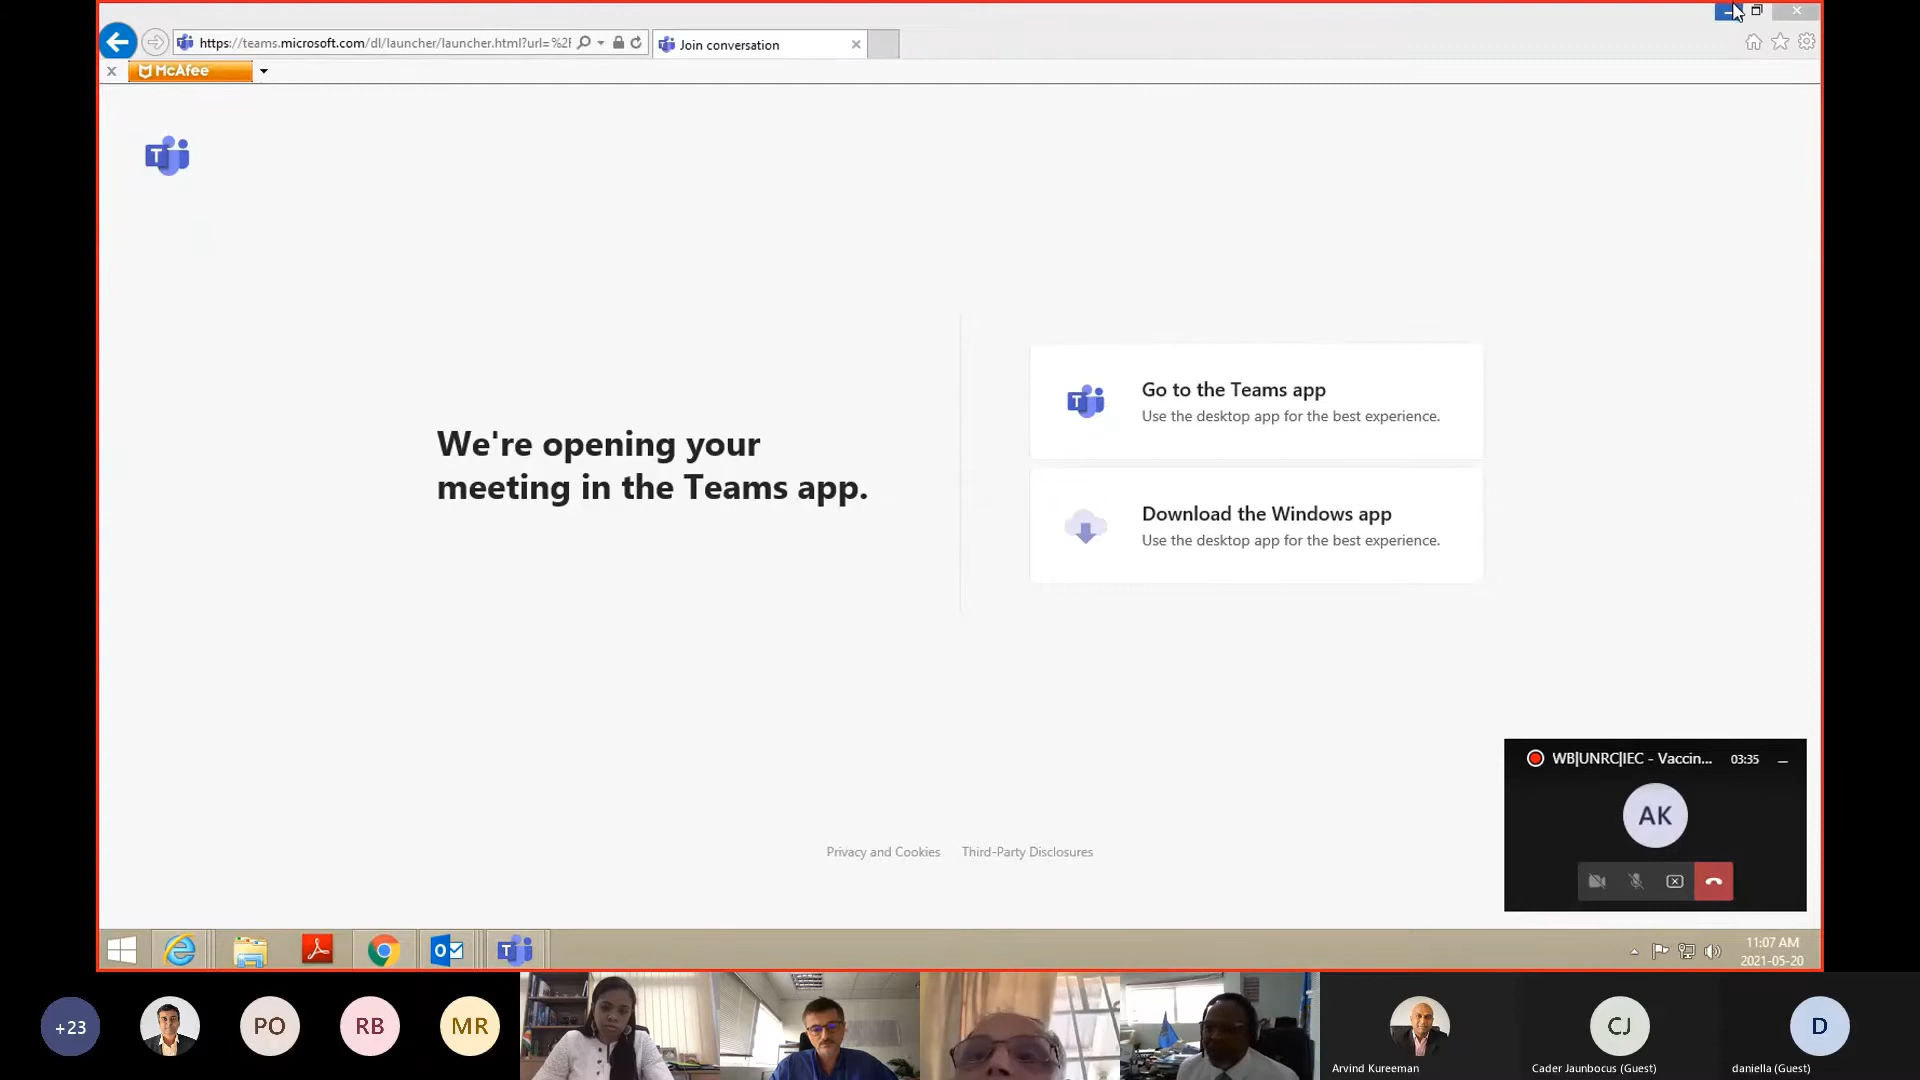 https://teams.microsoft.com/dl/launcher/launcher.html?url=%2F
Join conversation
McAfee
T
We're opening your
meeting in the Teams app.
T
Go to the Teams app
Use the desktop app for the best experience.
Download the Windows app
Use the desktop app for the best experience.
WB|UNRC|IEC - Vaccin...
03:35
AK
Privacy and Cookies
Third-Party Disclosures
11:07 AM
2021-05-20
+23
PO
RB
MR
CJ
D
Arvind Kureeman
Cader Jaunbocus (Guest)
daniella (Guest)